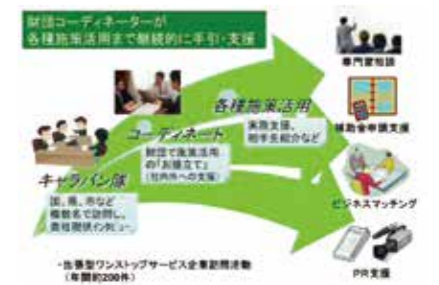 財団コーディネーターが
各種施策活用まで継続的に手引・支援
専門家相談
各種施策活用
実務支援、
相手先紹介など
補助金申請支援
コーディネート
財団で施策活用
の「お膳立て」
(社内外への支援)
キャラバン隊
国、県、市など
複数名で訪問し、
貴社現状インタビュー
ビジネスマッチング
・出張型ワンストップサービス企業訪問活動
(年間約200件)
PR支援